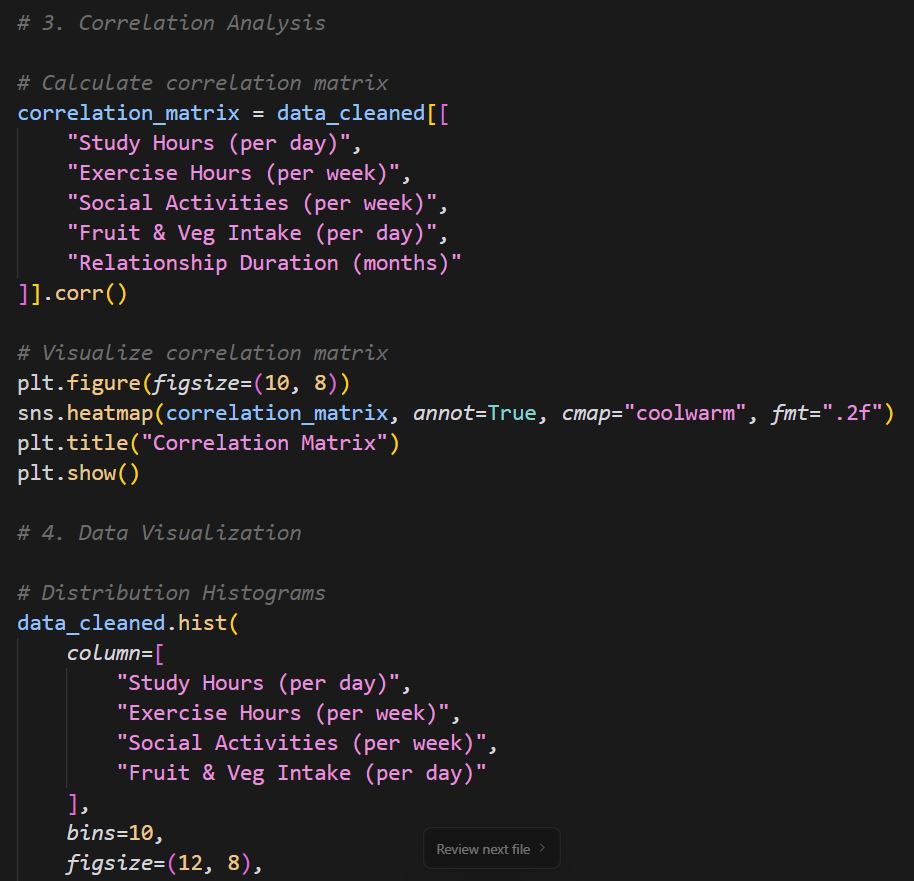 # 3. Correlation Analysis
# Calculate correlation matrix
correlation_matrix = data_cleaned[[
    "Study Hours (per day)",
    "Exercise Hours (per week)",
    "Social Activities (per week)",
    "Fruit & Veg Intake (per day)",
    "Relationship Duration (months)"
]].corr()
# Visualize correlation matrix
plt.figure(figsize=(10, 8))
sns.heatmap(correlation_matrix, annot=True, cmap="coolwarm", fmt=".2f")
plt.title("Correlation Matrix")
plt.show()
# 4. Data Visualization
# Distribution Histograms
data_cleaned.hist(
    column=[
        "Study Hours (per day)",
        "Exercise Hours (per week)",
        "Social Activities (per week)",
        "Fruit & Veg Intake (per day)"
    ],
    bins=10,
    figsize=(12, 8),
Review next file